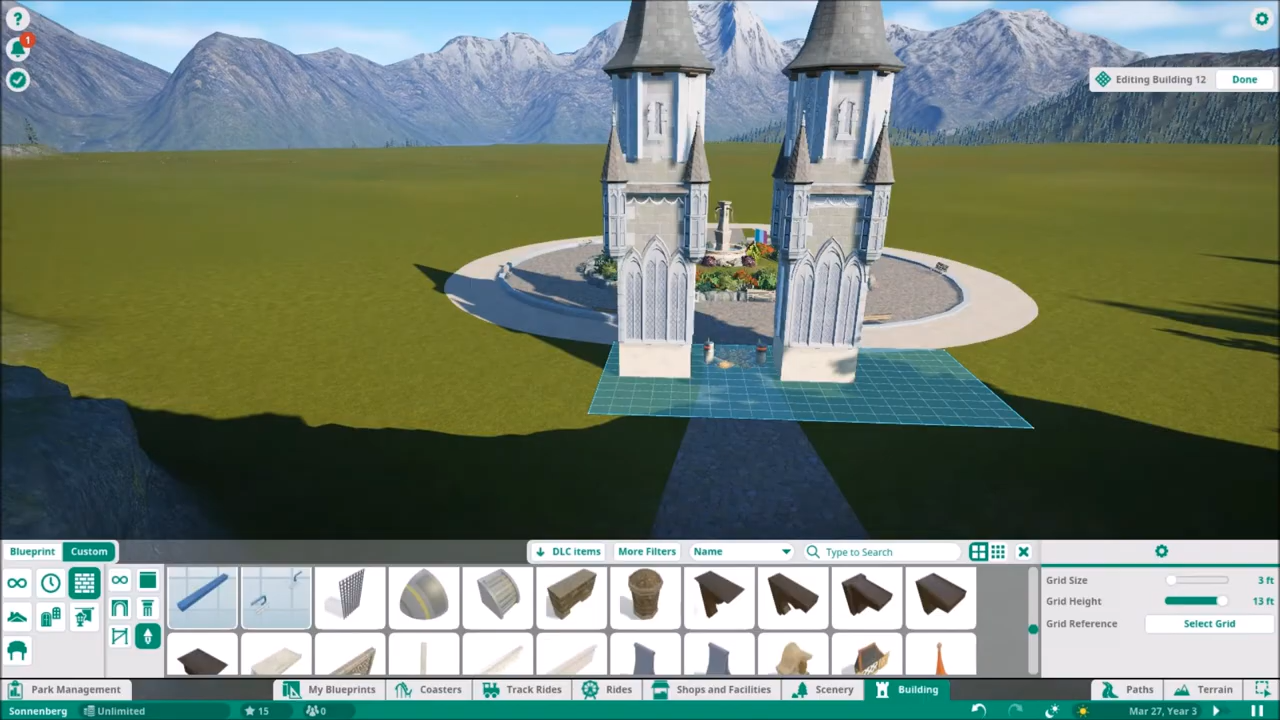 ?
1
Editing Building 12 Done
Blueprint Custom DLC items More Filters Name Type to Search
Grid Size 3 ft
Grid Height 13 ft
Grid Reference Select Grid
Park Management My Blueprints Coasters Track Rides Rides Shops and Facilities Scenery Building Paths Terrain
Sonnenberg Unlimited 15 0 Mar 27, Year 3